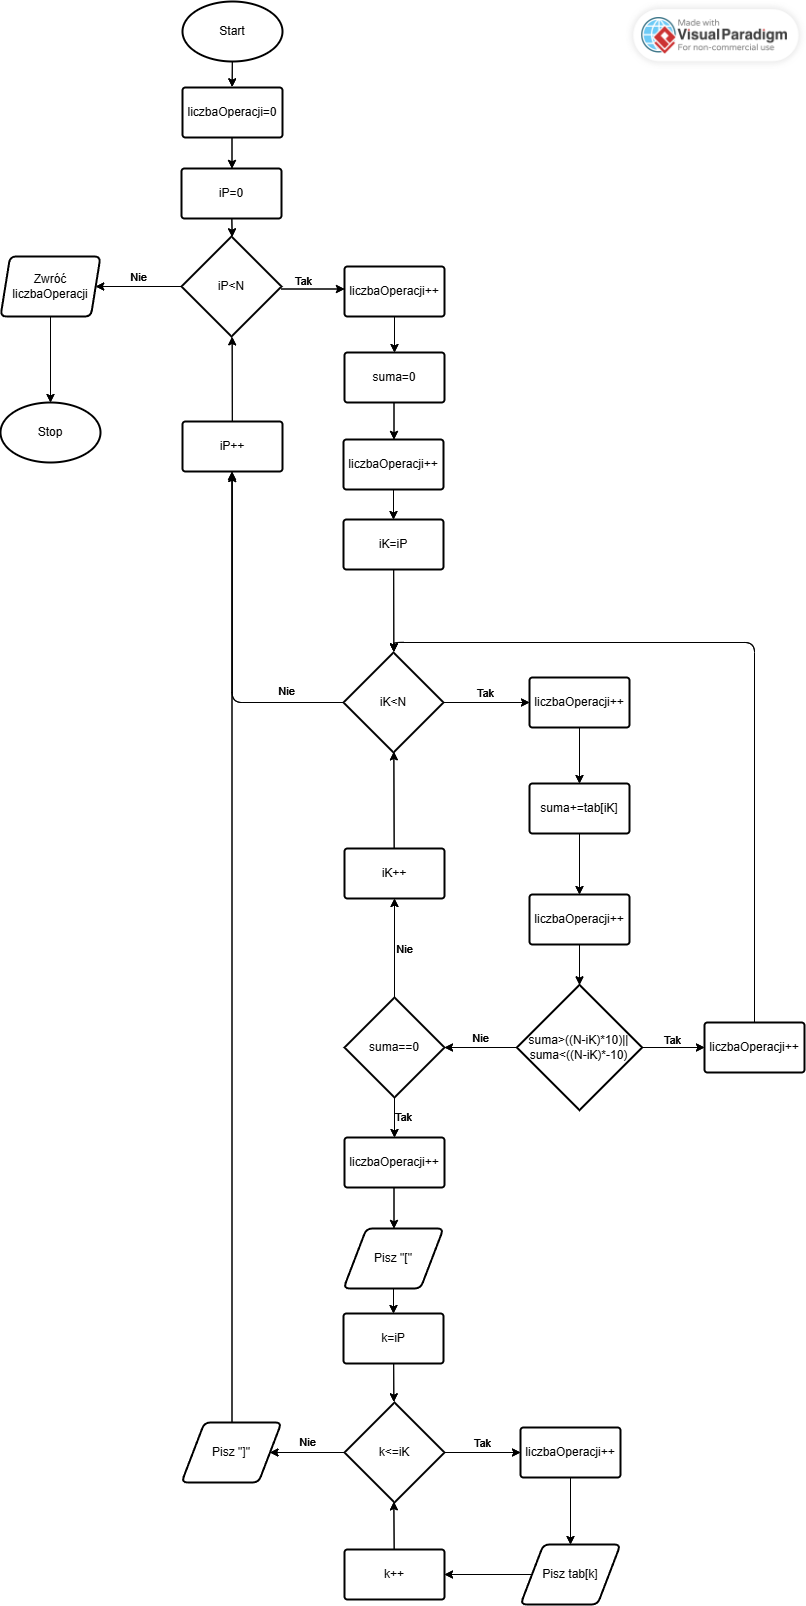 Start
Made with
Visual Paradigm
For non-commercial use
liczbaOperacji=0
iP=0
Zwróć
liczbaOperacji
Nie
iP<N
Tak
liczbaOperacji++
suma=0
Stop
iP++
liczbaOperacji++
iK=iP
Nie
iK<N
Tak
liczbaOperacji++
suma+=tab[iK]
iK++
liczbaOperacji++
Nie
suma==0
Nie
suma>((N-iK)*10)||
suma<((N-iK)*-10)
Tak
liczbaOperacji++
Tak
liczbaOperacji++
Pisz "["
k=iP
Pisz "]"
Nie
k<=iK
Tak
liczbaOperacji++
k++
Pisz tab[k]